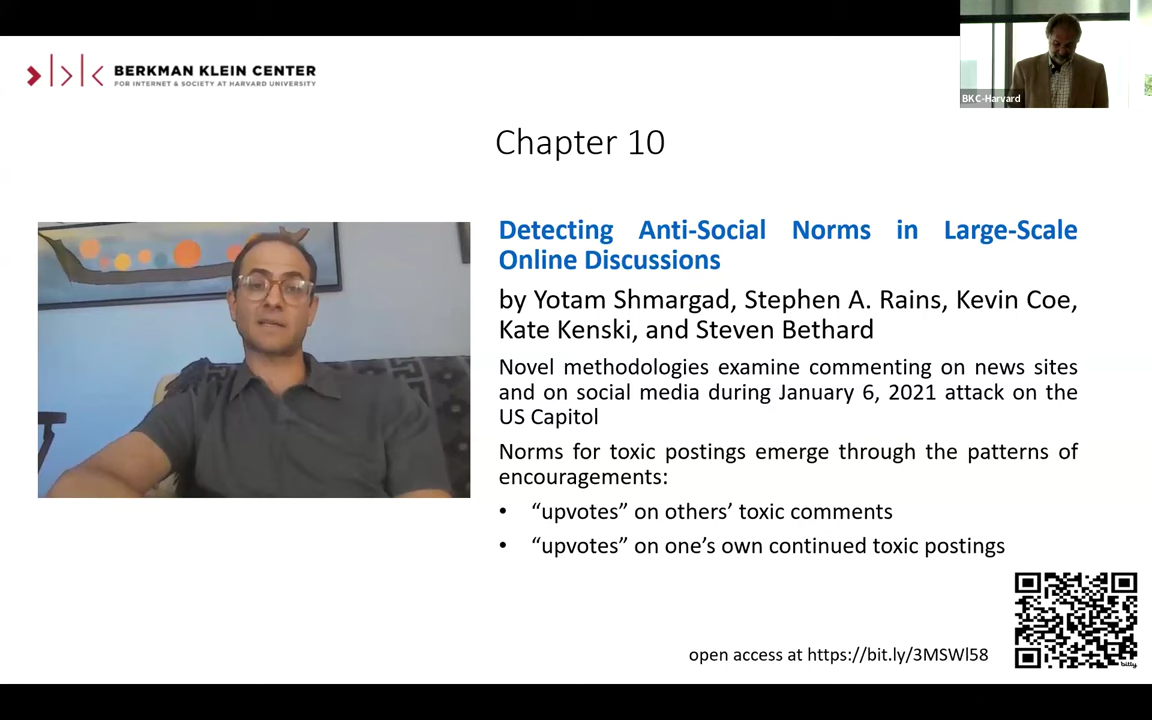 BERKMAN KLEIN CENTER
FOR INTERNET & SOCIETY AT HARVARD UNIVERSITY
BKC-Harvard
Chapter 10
Detecting Anti-Social Norms in Large-Scale
Online Discussions
by Yotam Shmargad, Stephen A. Rains, Kevin Coe,
Kate Kenski, and Steven Bethard
Novel methodologies examine commenting on news sites
and on social media during January 6, 2021 attack on the
US Capitol
Norms for toxic postings emerge through the patterns of
encouragements:
• “upvotes” on others’ toxic comments
• “upvotes” on one’s own continued toxic postings
open access at https://bit.ly/3MSWl58
bitly